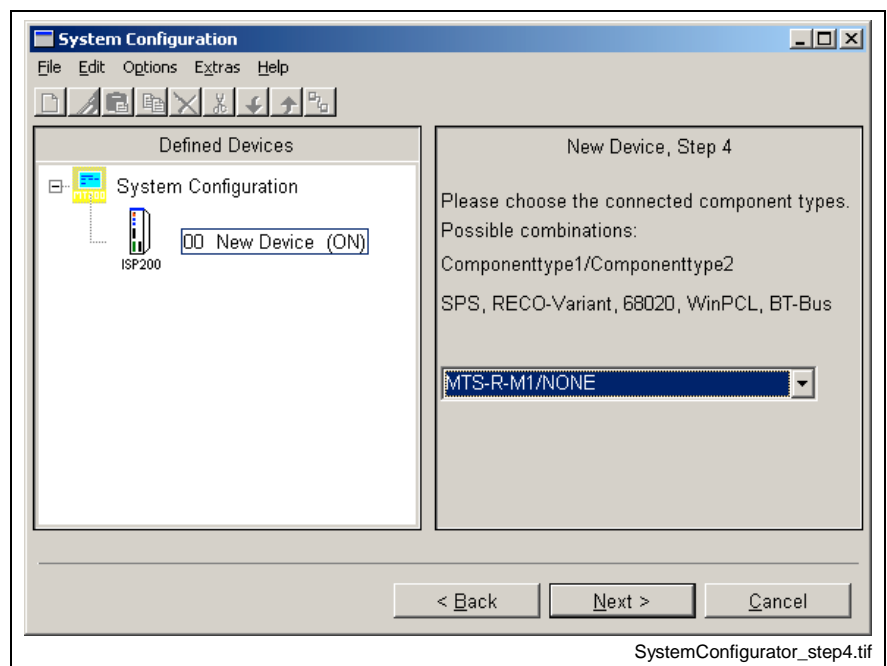 System Configuration
File Edit Options Extras Help
Defined Devices
System Configuration
ISP200
00 New Device (ON)
New Device, Step 4
Please choose the connected component types.
Possible combinations:
Componenttype1/Componenttype2
SPS, RECO-Variant, 68020, WinPCL, BT-Bus
MTS-R-M1/NONE
< Back
Next >
Cancel
SystemConfigurator_step4.tif